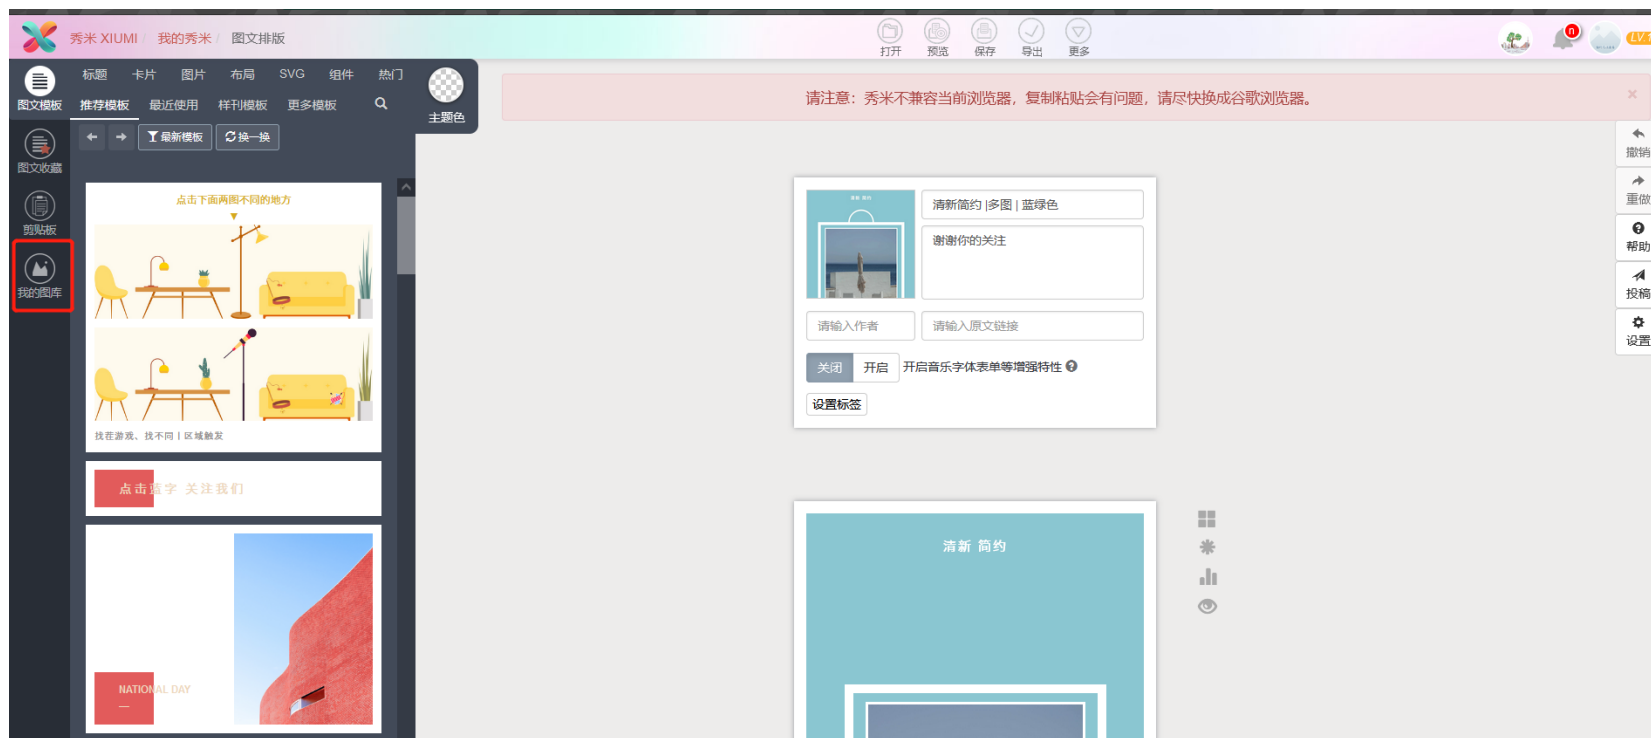 秀米 XIUMI / 我的秀米 / 图文排版
打开 预览 保存 导出 更多
n
LV.1
图文模板
图文收藏
剪贴板
我的图库
标题 卡片 图片 布局 SVG 组件 热门
推荐模板 最近使用 样刊模板 更多模板
主题色
最新模板 换一换
点击下面两图不同的地方
找茬游戏、找不同 | 区域触发
点击蓝字 关注我们
NATIONAL DAY
请注意：秀米不兼容当前浏览器，复制粘贴会有问题，请尽快换成谷歌浏览器。
×
清新 简约
清新简约 |多图 | 蓝绿色
谢谢你的关注
请输入作者 请输入原文链接
关闭 开启 开启音乐字体表单等增强特性
设置标签
清新 简约
撤销
重做
帮助
投稿
设置